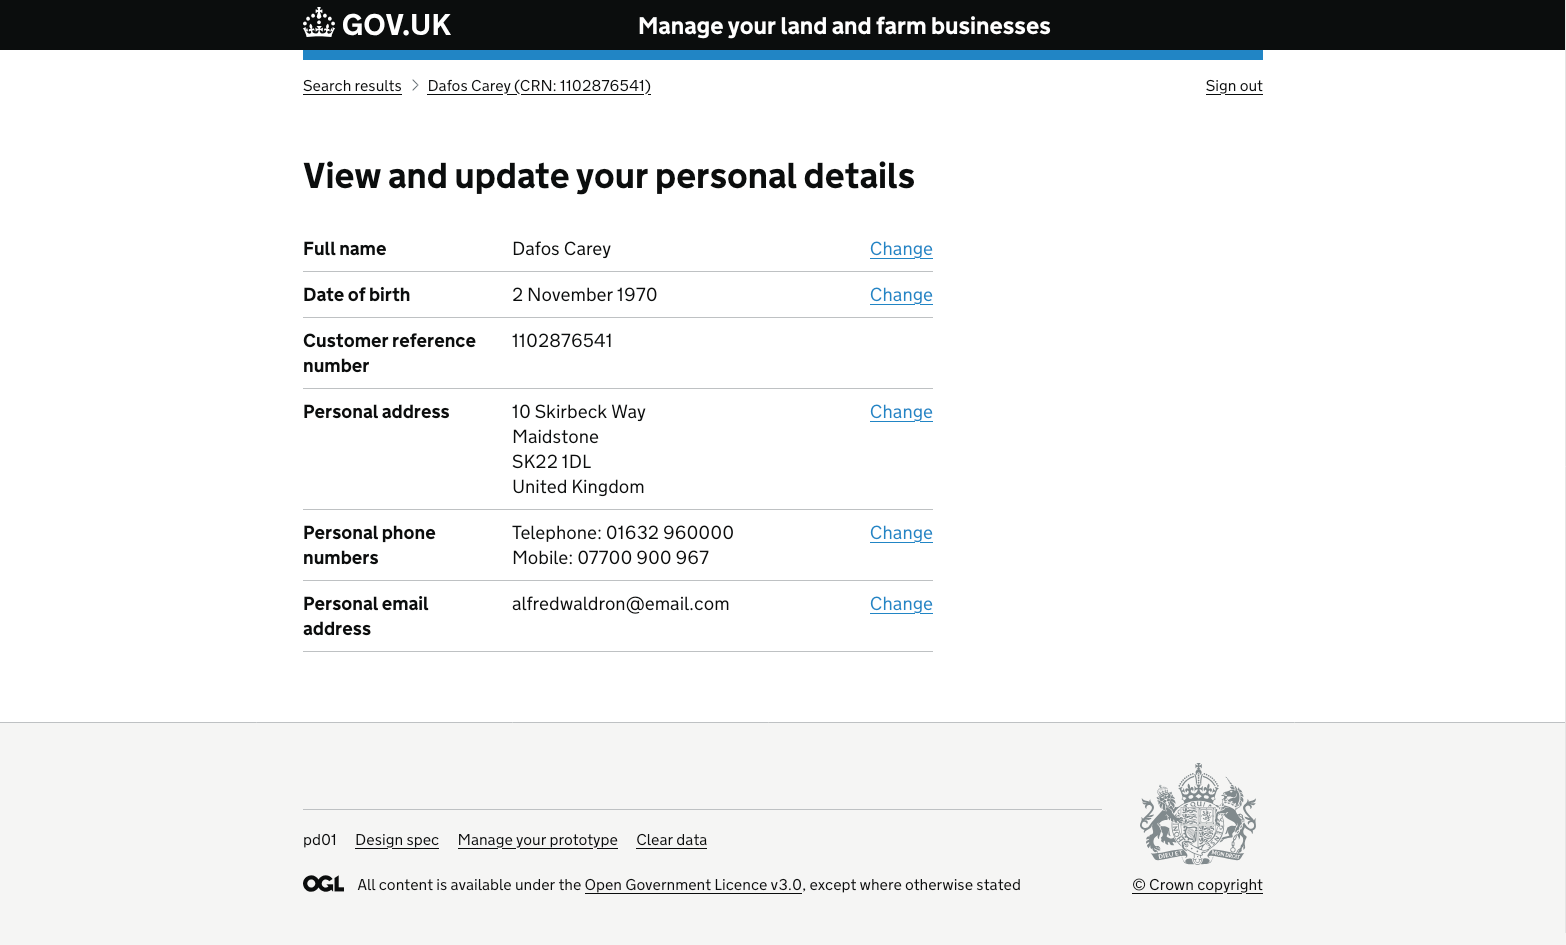 GOV.UK
Manage your land and farm businesses
Search results
Dafos Carey (CRN: 1102876541)
Sign out
View and update your personal details
Full name Dafos Carey Change
Date of birth 2 November 1970 Change
Customer reference 1102876541
number
Personal address 10 Skirbeck Way Change
Maidstone
SK22 1DL
United Kingdom
Personal phone Telephone: 01632 960000 Change
numbers Mobile: 07700 900 967
Personal email alfredwaldron@email.com Change
address
pd01 Design spec Manage your prototype Clear data
OGL All content is available under the Open Government Licence v3.0, except where otherwise stated
© Crown copyright